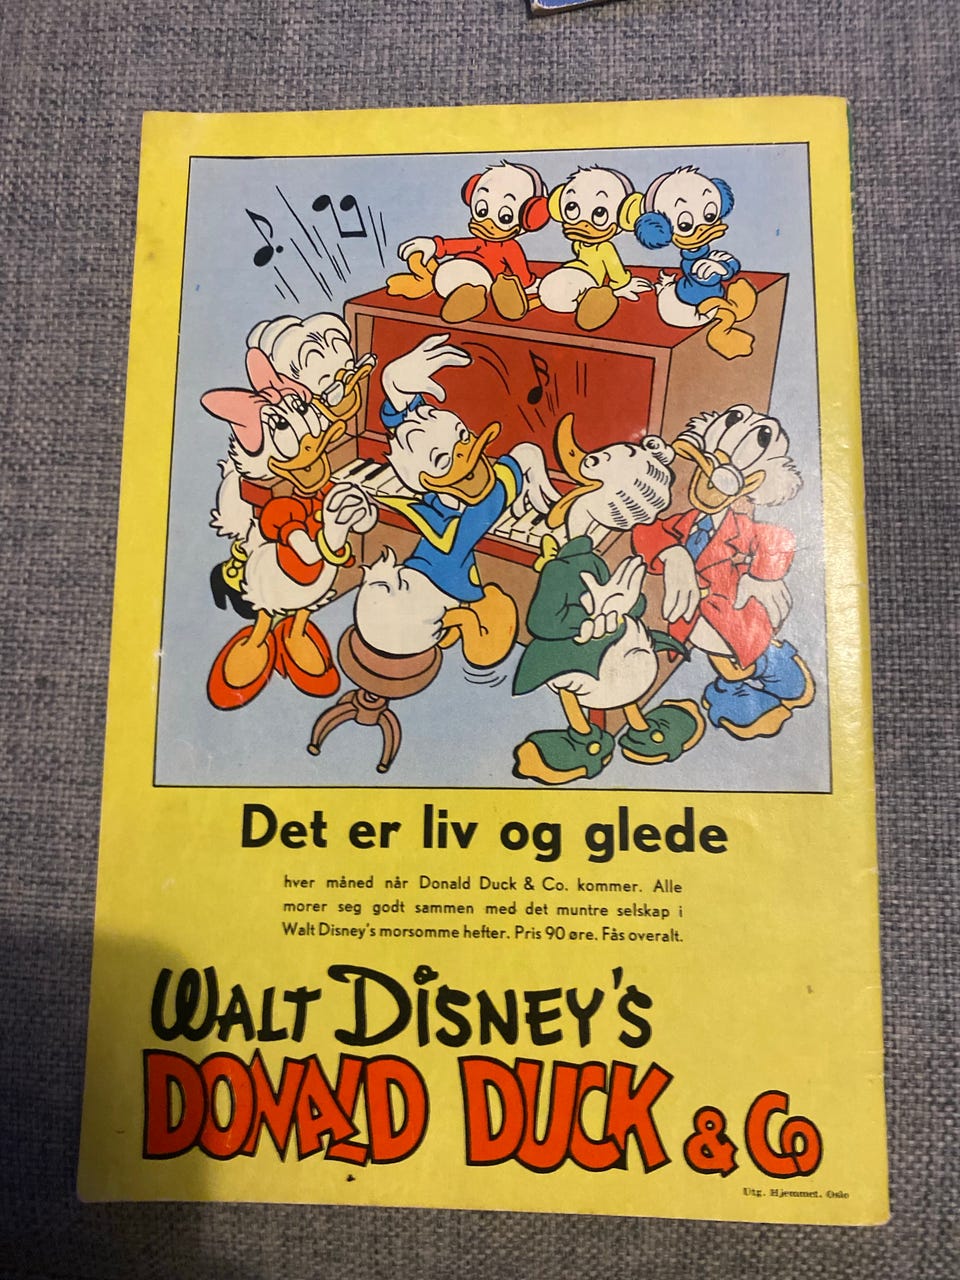 Det er liv og glede
hver måned når Donald Duck & Co. kommer. Alle
morer seg godt sammen med det muntre selskap i
Walt Disney's morsomme hefter. Pris 90 øre. Fås overalt.
WALT DISNEY'S
DONALD DUCK & Co
Utg. Hjemmet. Oslo